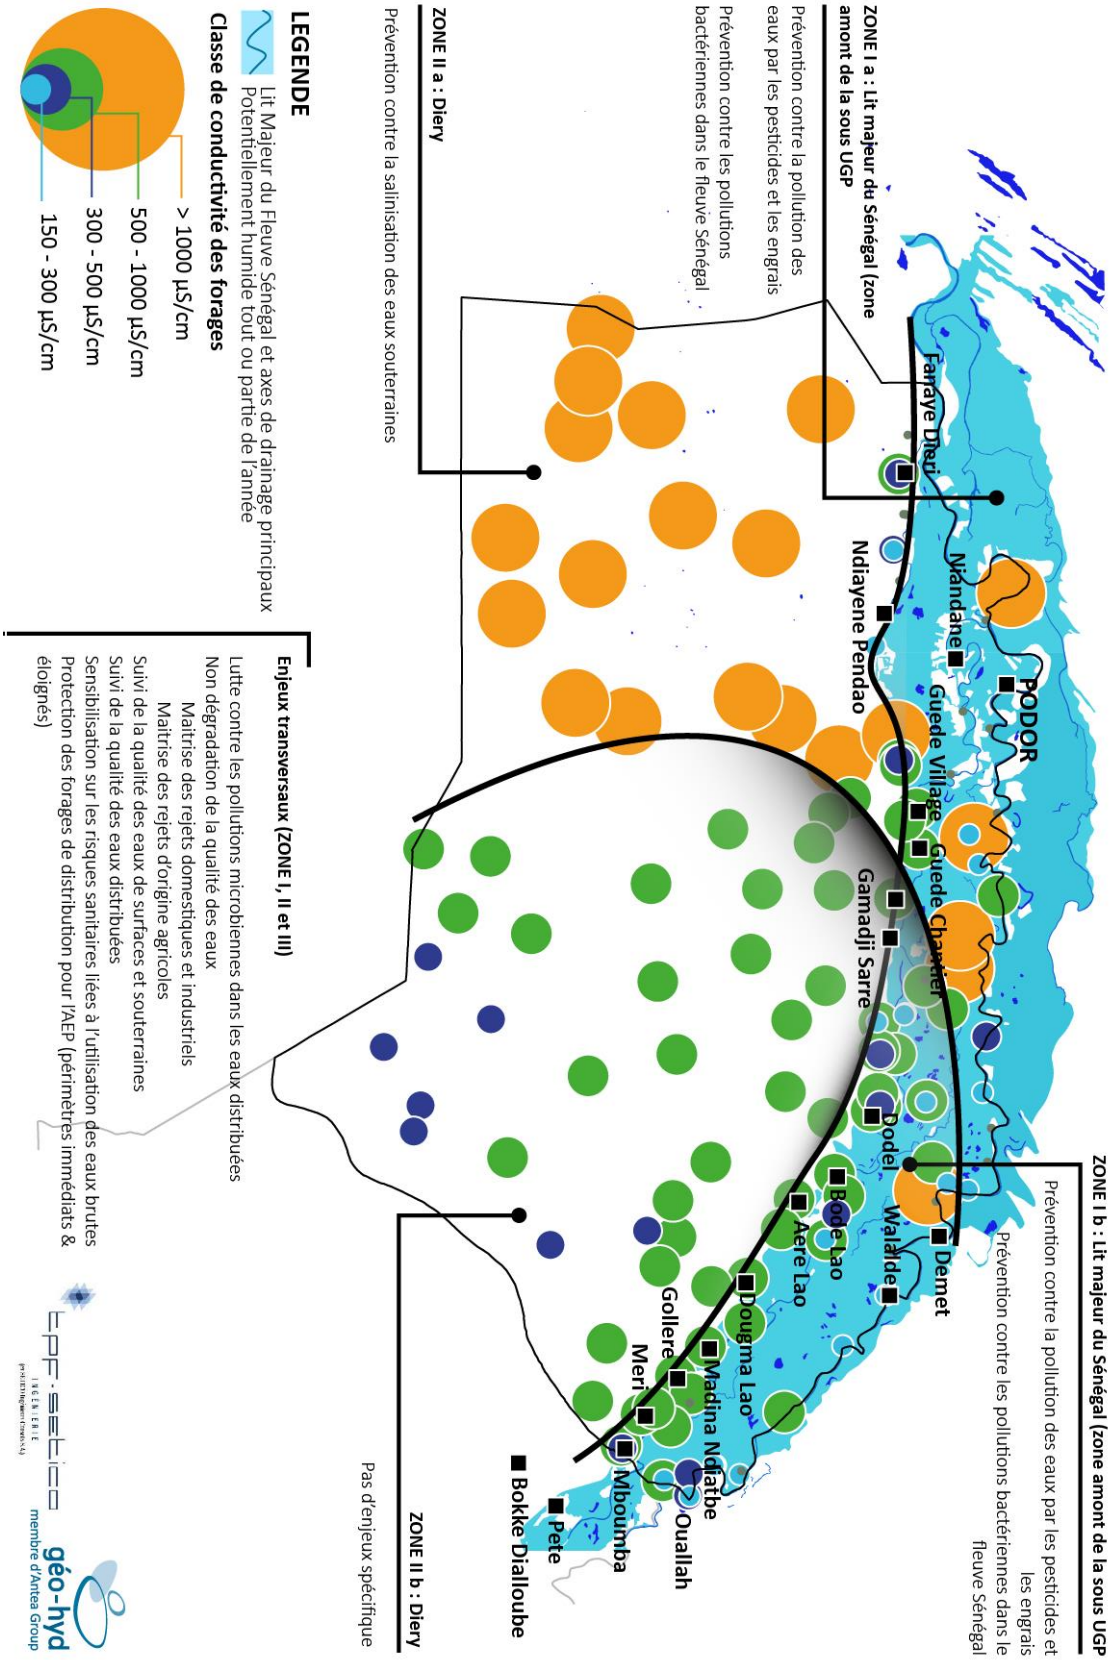 ZONE I a : Lit majeur du Sénégal (zone
amont de la sous UGP
Prévention contre la pollution des
eaux par les pesticides et les engrais
Prévention contre les pollutions
bactériennes dans le fleuve Sénégal
ZONE I b : Lit majeur du Sénégal (zone amont de la sous UGP
Prévention contre la pollution des eaux par les pesticides et
les engrais
Prévention contre les pollutions bactériennes dans le
fleuve Sénégal
Fanaye Dieri
Niandane
PODOR
Ndiayene Pendao
Guede Village
Guede Chantier
Gamadji Sarre
Dodel
Demet
Walalde
Bode Lao
Aere Lao
Dougma Lao
Madina Ndiatbe
Gollere
Meri
Ouallah
Mboumba
Pete
Bokke Dialloube
ZONE II a : Diery
Prévention contre la salinisation des eaux souterraines
ZONE II b : Diery
Pas d'enjeux spécifique
LEGENDE
Lit Majeur du Fleuve Sénégal et axes de drainage principaux
Potentiellement humide tout ou partie de l'année
Classe de conductivité des forages
> 1000 µS/cm
500 - 1000 µS/cm
300 - 500 µS/cm
150 - 300 µS/cm
Enjeux transversaux (ZONE I, II et III)
Lutte contre les pollutions microbiennes dans les eaux distribuées
Non dégradation de la qualité des eaux
Maitrise des rejets domestiques et industriels
Maitrise des rejets d'origine agricoles
Suivi de la qualité des eaux de surfaces et souterraines
Suivi de la qualité des eaux distribuées
Sensibilisation sur les risques sanitaires liées à l'utilisation des eaux brutes
Protection des forages de distribution pour l'AEP (périmètres immédiats &
éloignés)
INGENIERIE
géo-hyd
membre d'Antea Group